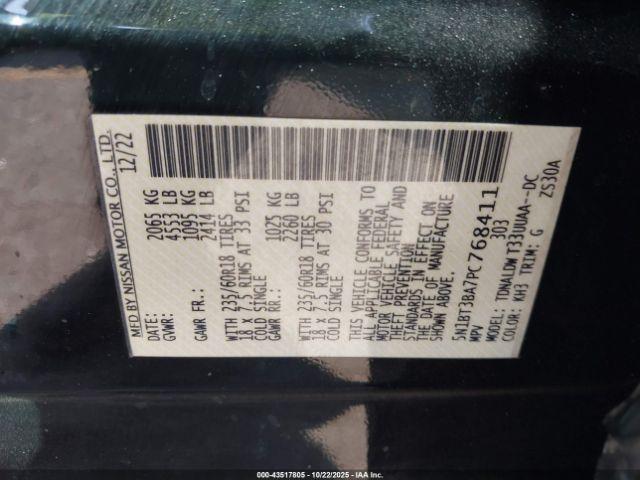 MFD BY NISSAN MOTOR CO., LTD.
DATE: 12/22
GVWR: 2065 KG
4553 LB
GAWR FR.: 1095 KG
2414 LB
WITH 235/60R18 TIRES
18 X 7.5 RIMS AT 33 PSI
COLD SINGLE
GAWR RR.: 1025 KG
2260 LB
WITH 235/60R18 TIRES
18 X 7.5 RIMS AT 30 PSI
COLD SINGLE
THIS VEHICLE CONFORMS TO
ALL APPLICABLE FEDERAL
MOTOR VEHICLE SAFETY AND
THEFT PREVENTION
STANDARDS IN EFFECT ON
THE DATE OF MANUFACTURE
SHOWN ABOVE.
5N1BT3BA7PC768411
MPV 303
MODEL: TDNALDW T33UUAA--DC
COLOR: KH3 TRIM: G ZS30A
000-43517805 - 10/22/2025 - IAAI.COM